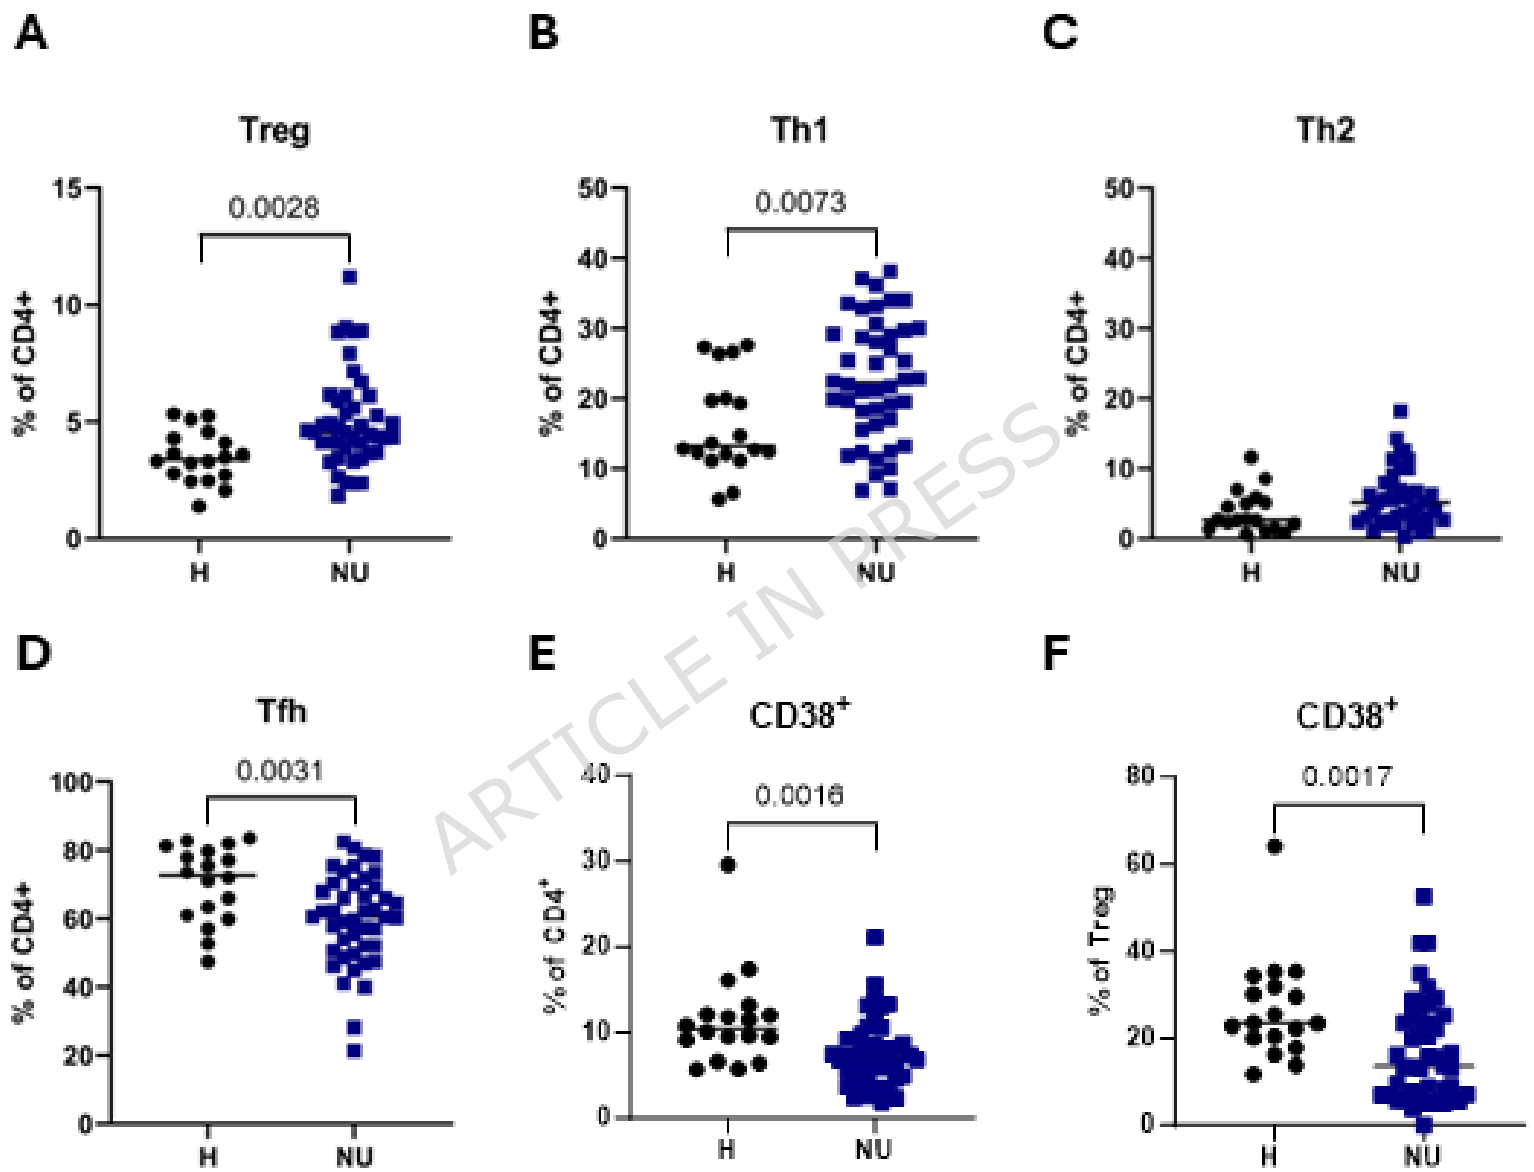 A
B
C
Treg
Th1
Th2
15
10
5
0
% of CD4+
0.0028
H
NU
50
40
30
20
10
0
% of CD4+
0.0073
H
NU
50
40
30
20
10
0
% of CD4+
H
NU
ARTICLE IN PRESS
D
E
F
Tfh
CD38+
CD38+
100
80
60
40
20
0
% of CD4+
0.0031
H
NU
40
30
20
10
0
% of CD4+
0.0016
H
NU
80
60
40
20
0
% of Treg
0.0017
H
NU